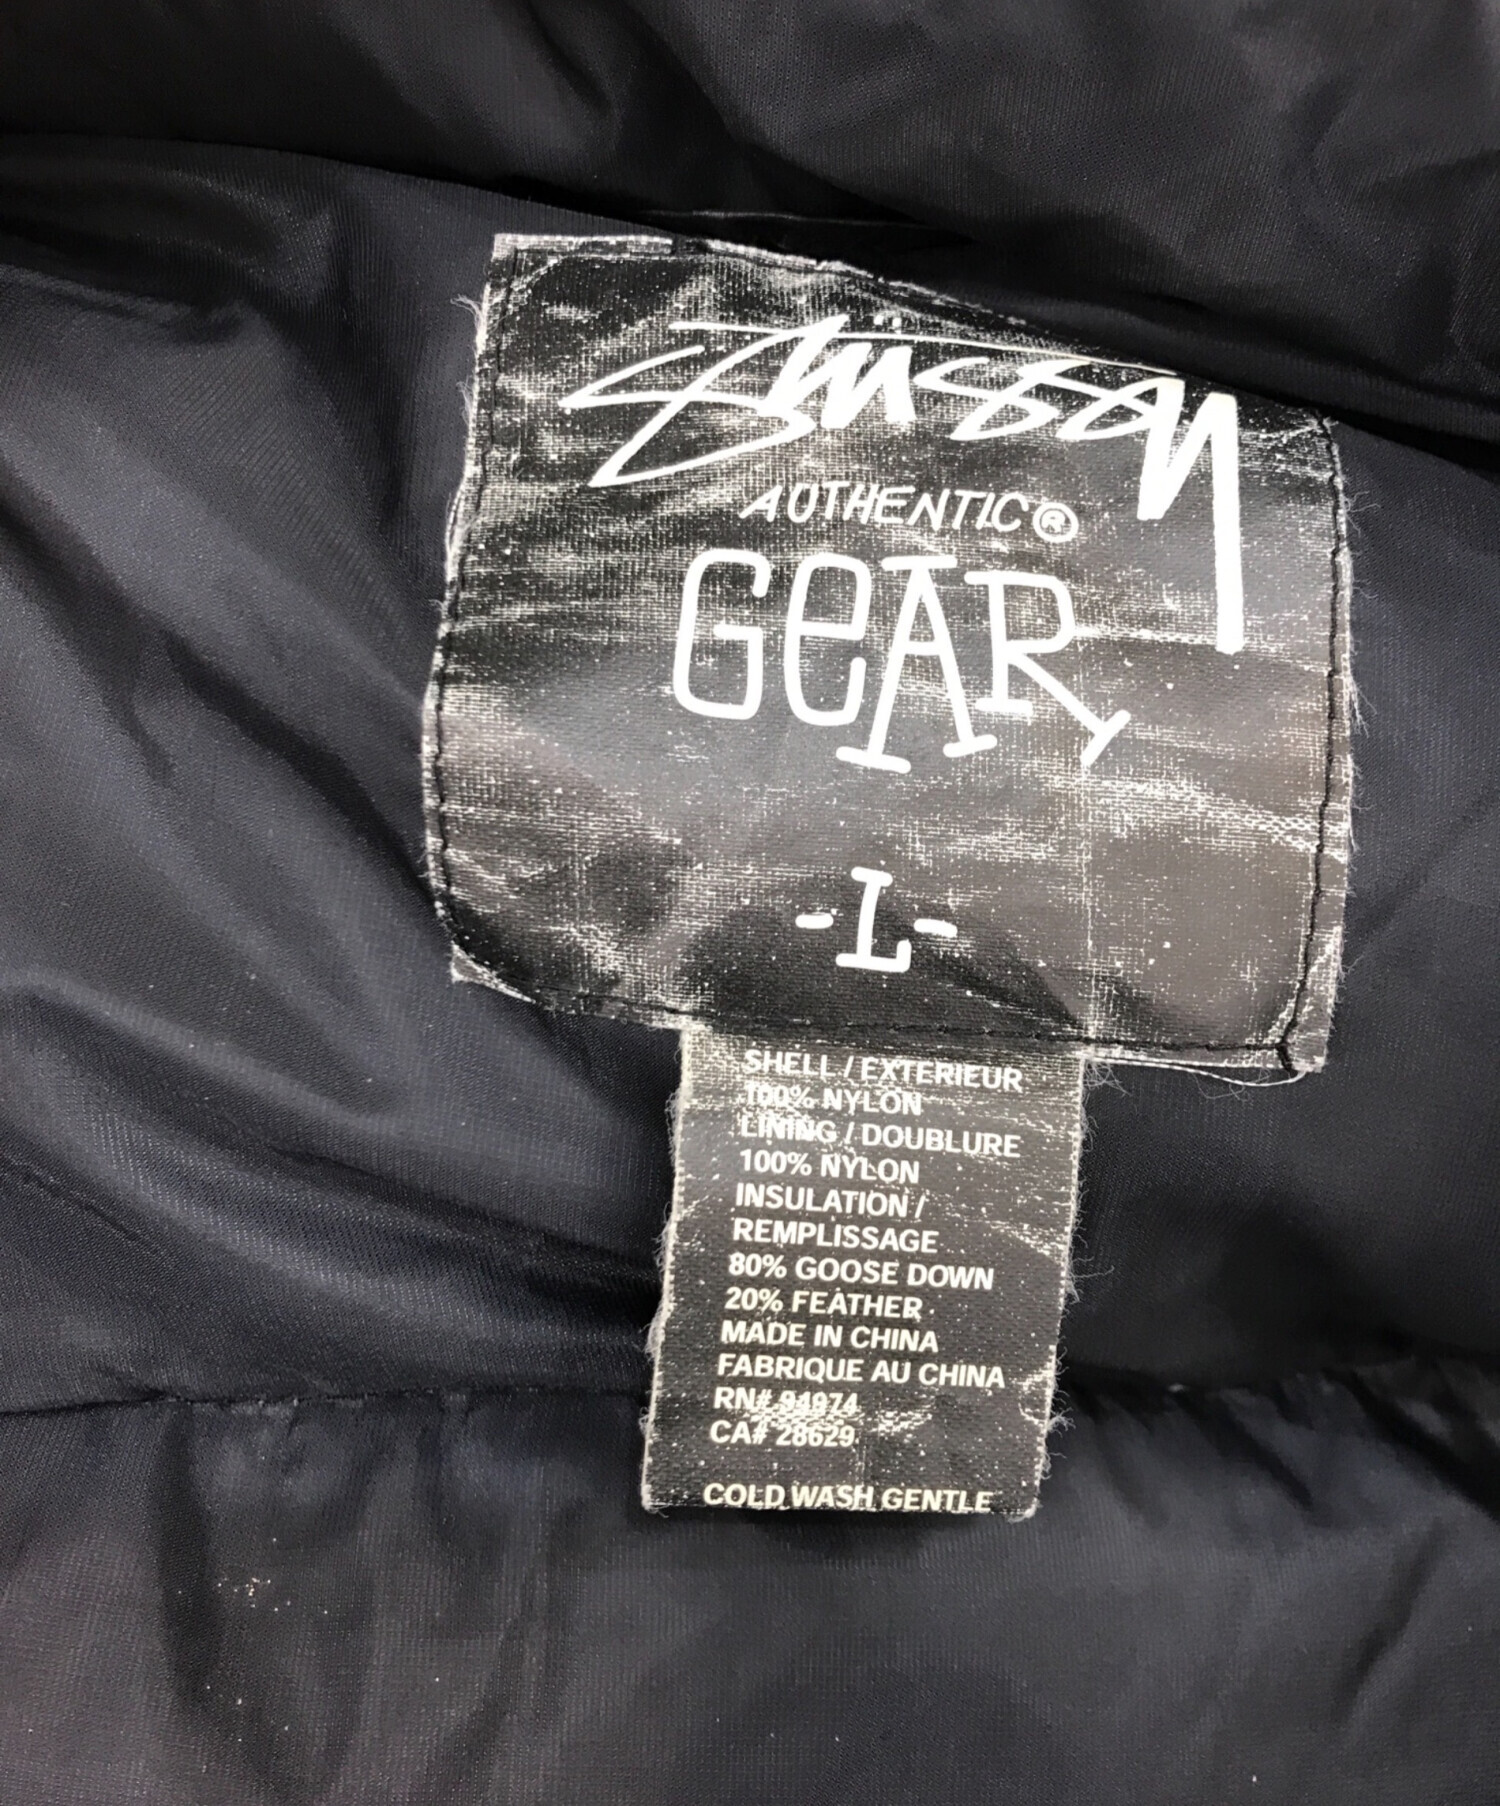 Stüssy
AUTHENTIC®
GeAR
-L-
SHELL / EXTERIEUR
100% NYLON
LINING / DOUBLURE
100% NYLON
INSULATION /
REMPLISSAGE
80% GOOSE DOWN
20% FEATHER
MADE IN CHINA
FABRIQUE AU CHINA
RN# 94974
CA# 28629
COLD WASH GENTLE